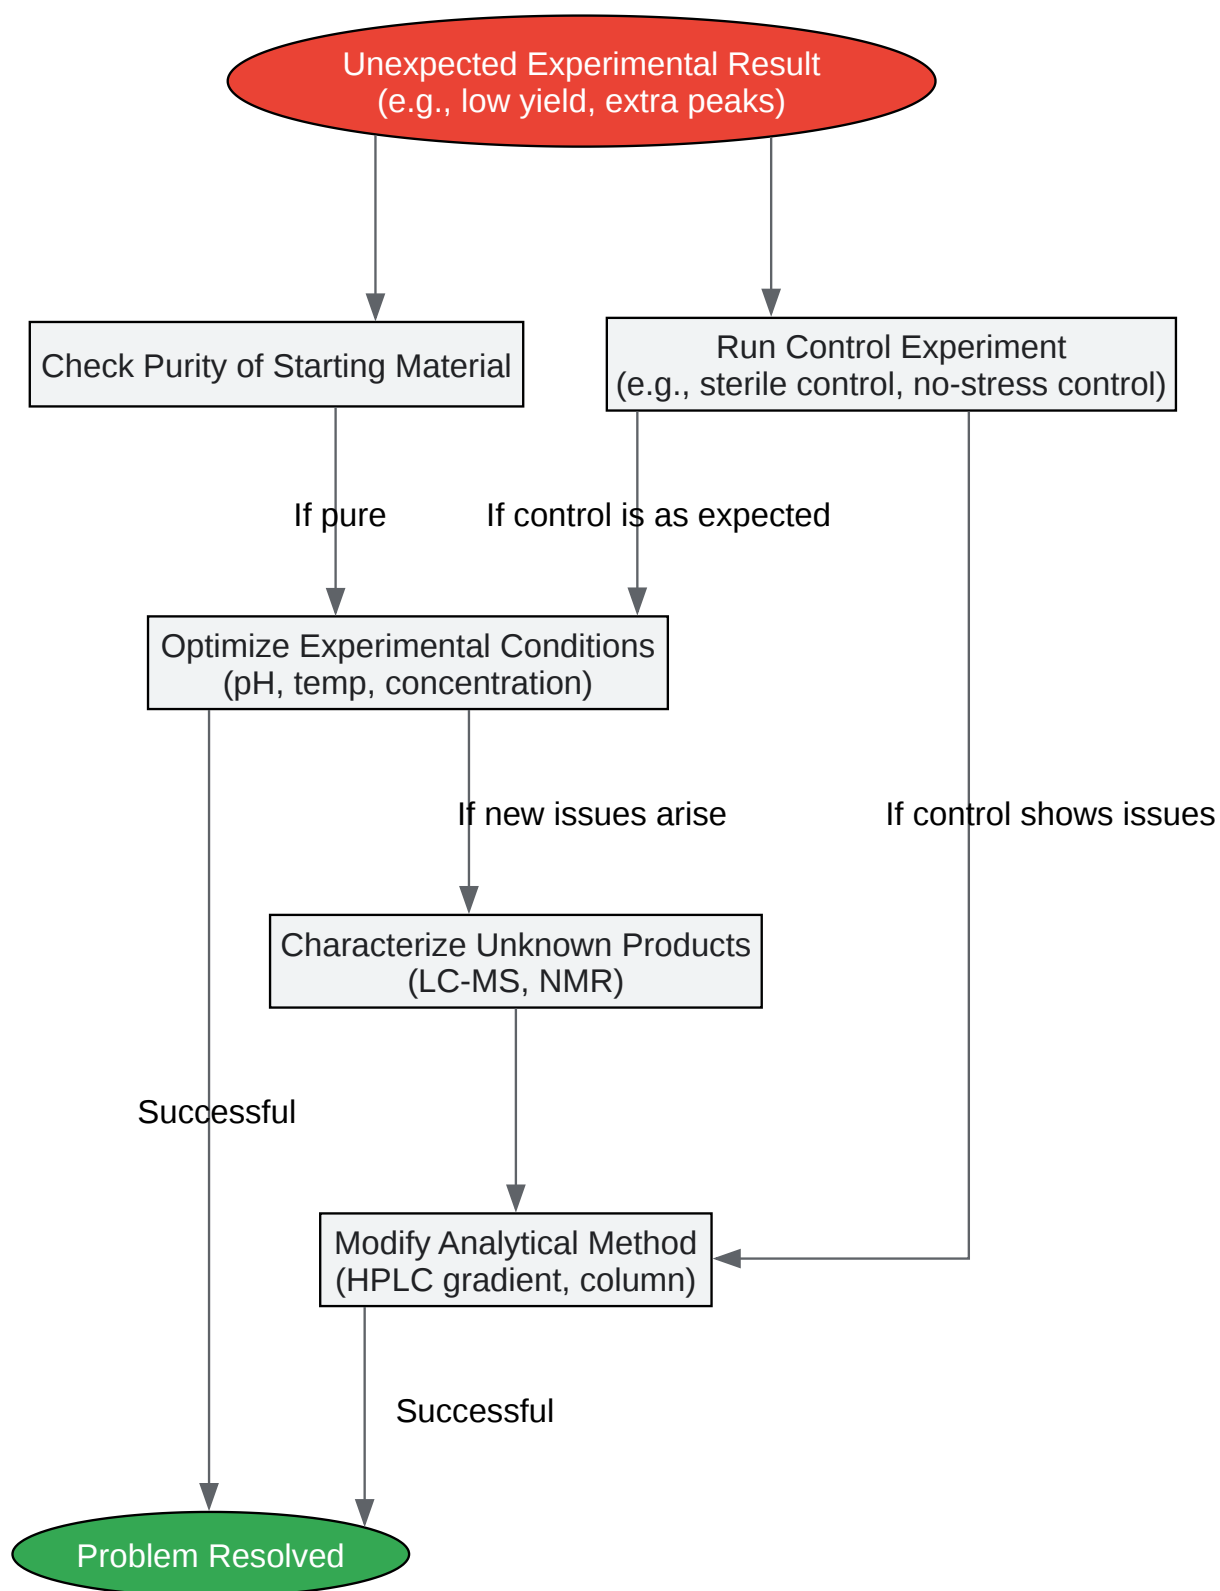 Unexpected Experimental Result
(e.g., low yield, extra peaks)
Check Purity of Starting Material
Run Control Experiment
(e.g., sterile control, no-stress control)
If pure
If control is as expected
Optimize Experimental Conditions
(pH, temp, concentration)
If new issues arise
If control shows issues
Characterize Unknown Products
(LC-MS, NMR)
Successful
Modify Analytical Method
(HPLC gradient, column)
Successful
Problem Resolved